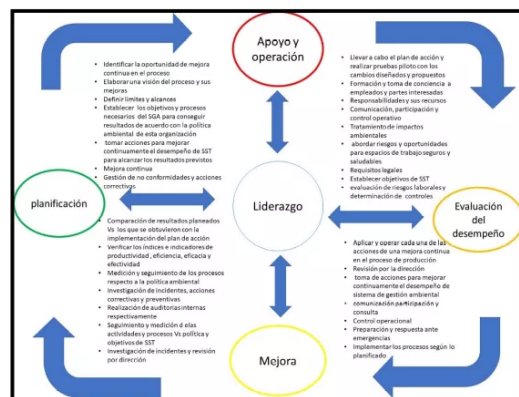 Apoyo y
operación
• Identificar la oportunidad de mejora
continua en el proceso
• Elaborar una visión del proceso y sus
mejoras
• Definir limites y alcances
• Establecer los objetivos y procesos
necesarios del SGA para conseguir
resultados de acuerdo con la política
ambiental de esta organización
• tomar acciones para mejorar
continuamente el desempeño de SST
para alcanzar los resultados previstos
• Mejora continua
• Gestión de no conformidades y acciones
correctivas
• Llevar a cabo el plan de acción y
realizar pruebas piloto con los
cambios diseñados y propuestos
• Formación y toma de conciencia a
empleados y partes interesadas
• Responsabilidades y sus recursos
• Comunicación, participación y
control operativo
• Tratamiento de impactos
ambientales
• abordar riesgos y oportunidades
para espacios de trabajo seguros y
saludables
• Requisitos legales
• Establecer objetivos de SST
• evaluación de riesgos laborales y
determinación de controles
planificación
Liderazgo
Evaluación
del
desempeño
• Comparación de resultados planeados
Vs los que se obtuvieron con la
implementación del plan de acción
• Verificar los índices e indicadores de
productividad , eficiencia, eficacia y
efectividad
• Medición y seguimiento de los procesos
respecto a la política ambiental
• Investigación de incidentes, acciones
correctivas y preventivas
• Realización de auditorias internas
respectivamente
• Seguimiento y medición d elas
actividades y procesos Vs política y
objetivos de SST
• Investigación de incidentes y revisión
por dirección
• Aplicar y operar cada una de las
acciones de una mejora continua
en el proceso de producción
• Revisión por la dirección
• toma de acciones para mejorar
continuamente el desempeño de
sistema de gestión ambiental
• comunicación participación y
consulta
• Control operacional
• Preparación y respuesta ante
emergencias
• Implementar los procesos según lo
planificado
Mejora